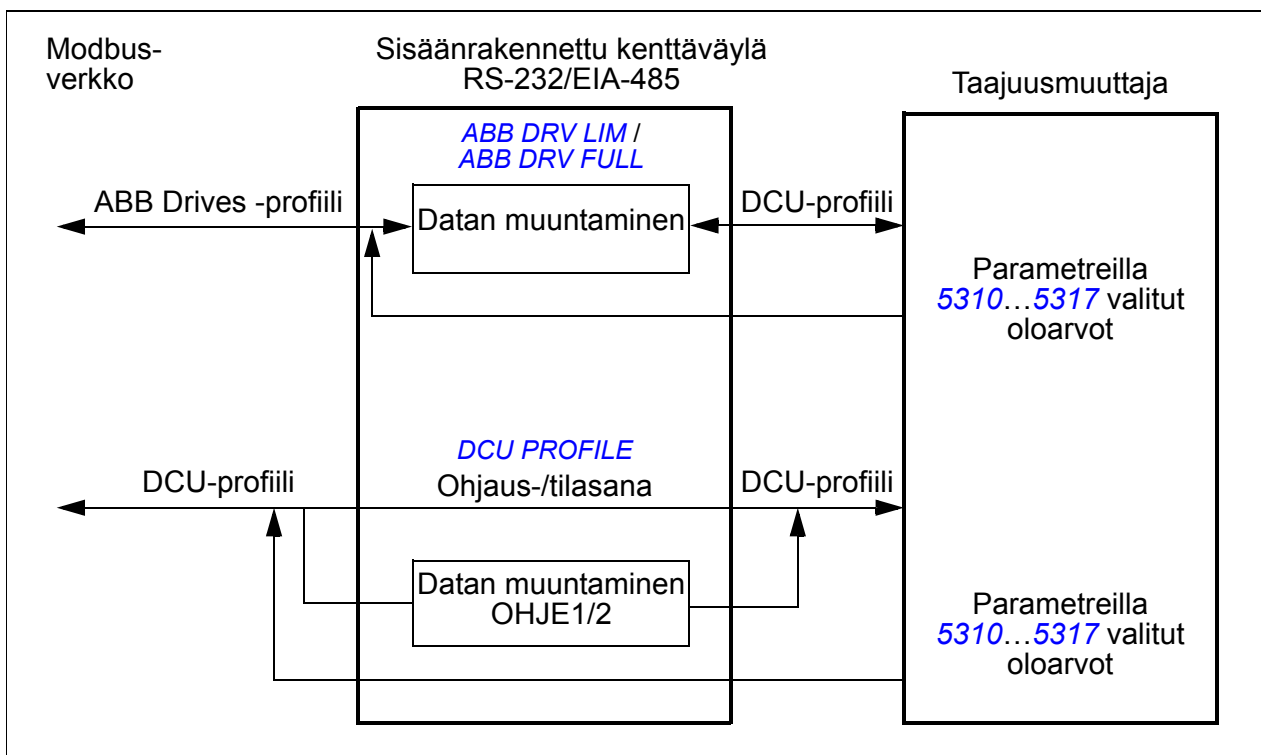 Modbus-
verkko
Sisäänrakennettu kenttäväylä
RS-232/EIA-485
Taajuusmuuttaja
ABB DRV LIM /
ABB DRV FULL
ABB Drives -profiili
Datan muuntaminen
DCU-profiili
Parametreilla
5310…5317 valitut
oloarvot
DCU PROFILE
DCU-profiili
Ohjaus-/tilasana
DCU-profiili
Datan muuntaminen
OHJE1/2
Parametreilla
5310…5317 valitut
oloarvot